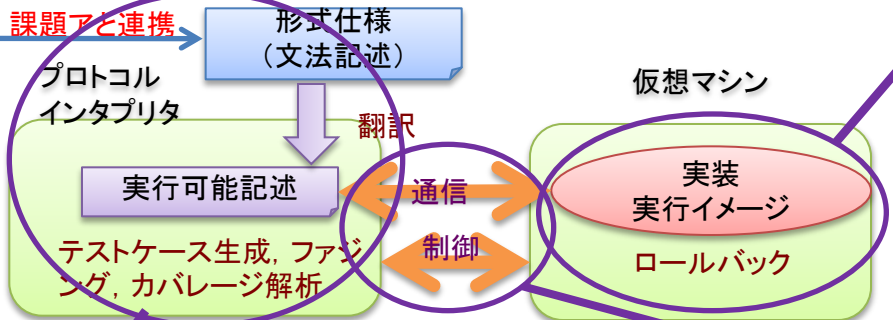 課題アと連携
形式仕様
（文法記述）
プロトコル
インタプリタ
翻訳
仮想マシン
実行可能記述
通信
実装
実行イメージ
制御
テストケース生成, ファジ
ング, カバレージ解析
ロールバック